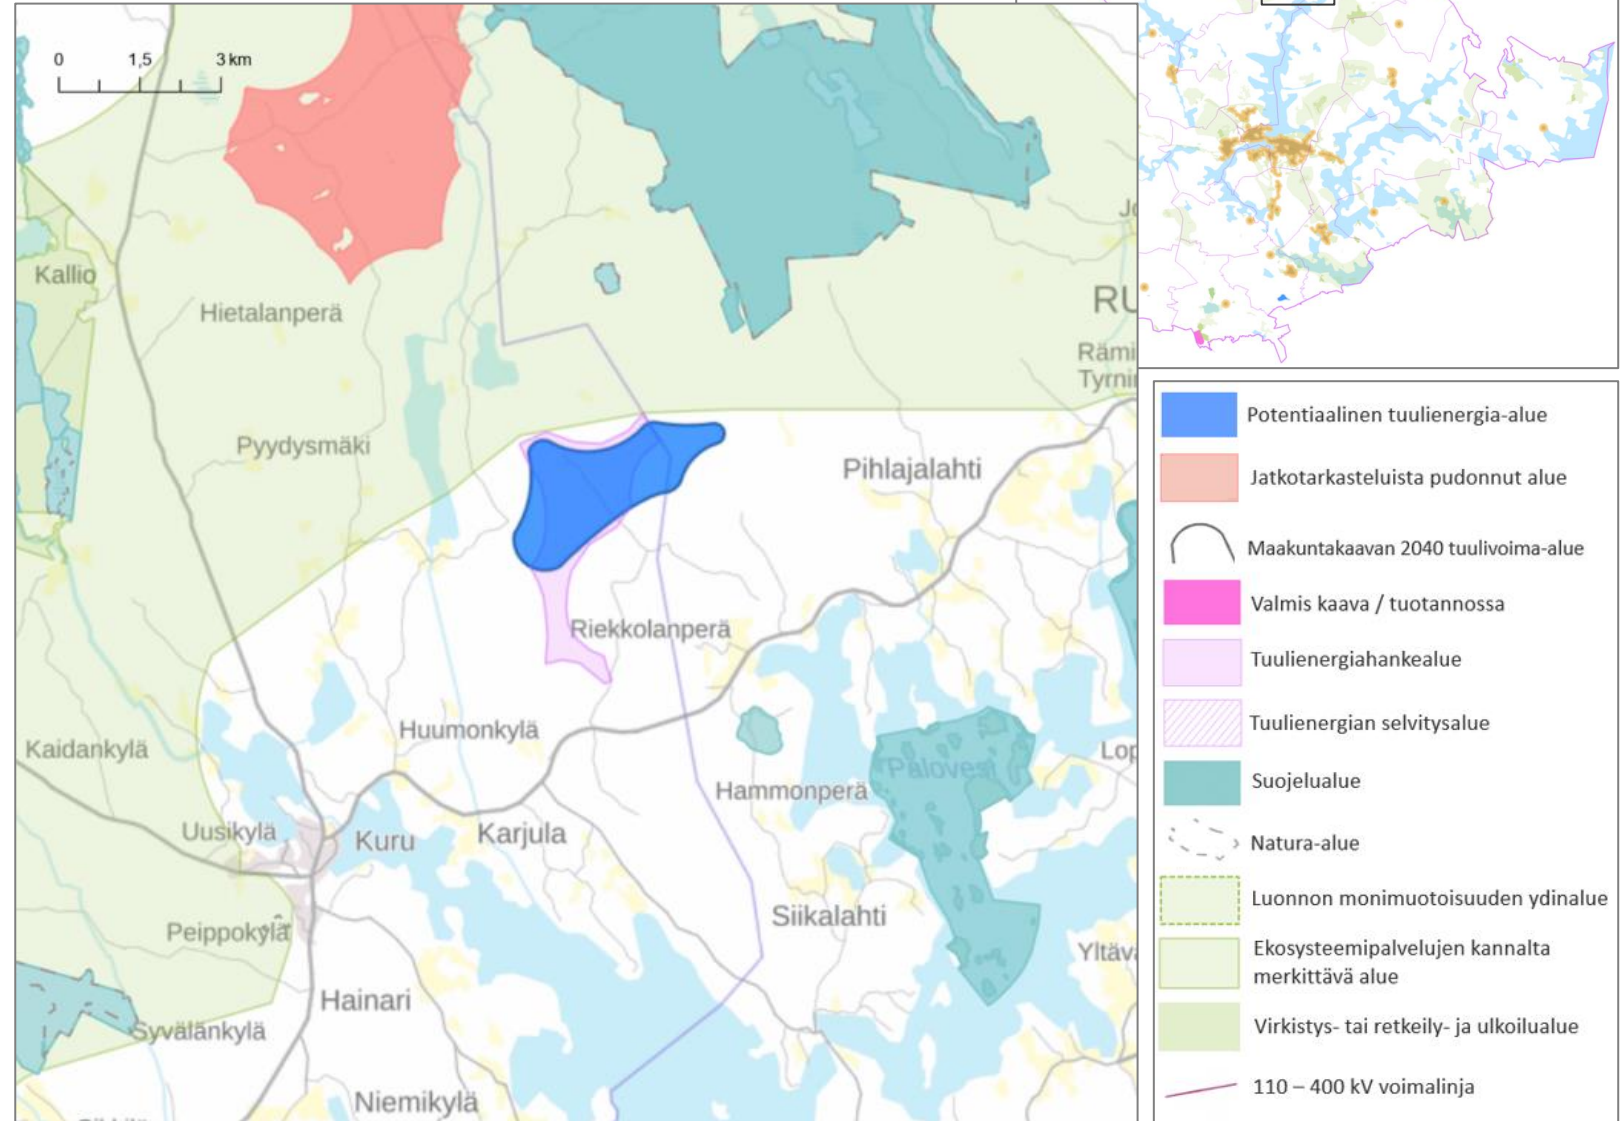 0 1,5 3 km
Kallio
Hietalanperä
RU
Rämi
Tyrni
Pyydysmäki
Pihlajalahti
Riekkolanperä
Huumonkylä
Kaidankylä
Lop
Palovesi
Hammonperä
Uusikylä
Kuru
Karjula
Siikalahti
Peippokylä
Yltäv
Hainari
Syvälänkylä
Niemikylä
Potentiaalinen tuulienergia-alue
Jatkotarkasteluista pudonnut alue
Maakuntakaavan 2040 tuulivoima-alue
Valmis kaava / tuotannossa
Tuulienergiahankealue
Tuulienergian selvitysalue
Suojelualue
Natura-alue
Luonnon monimuotoisuuden ydinalue
Ekosysteemipalvelujen kannalta
merkittävä alue
Virkistys- tai retkeily- ja ulkoilualue
110 – 400 kV voimalinja